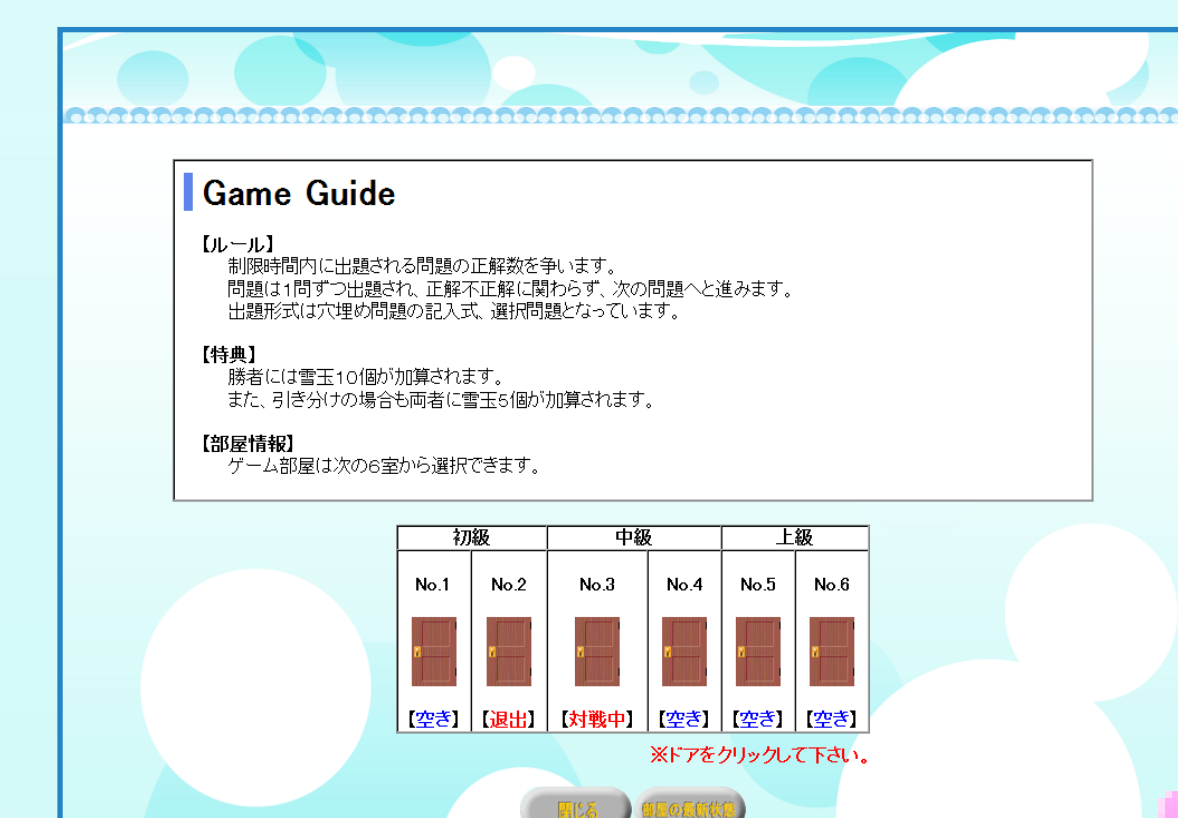 Game Guide
【ルール】
制限時間内に出題される問題の正解数を争います。
問題は1問ずつ出題され、正解不正解に関わらず、次の問題へと進みます。
出題形式は穴埋め問題の記入式、選択問題となっています。
【特典】
勝者には雪玉10個が加算されます。
また、引き分けの場合も両者に雪玉5個が加算されます。
【部屋情報】
ゲーム部屋は次の6室から選択できます。
初級 中級 上級
No.1 No.2 No.3 No.4 No.5 No.6
【空き】 【退出】 【対戦中】 【空き】 【空き】 【空き】
※ドアをクリックして下さい。
閉じる 部屋の最新状態